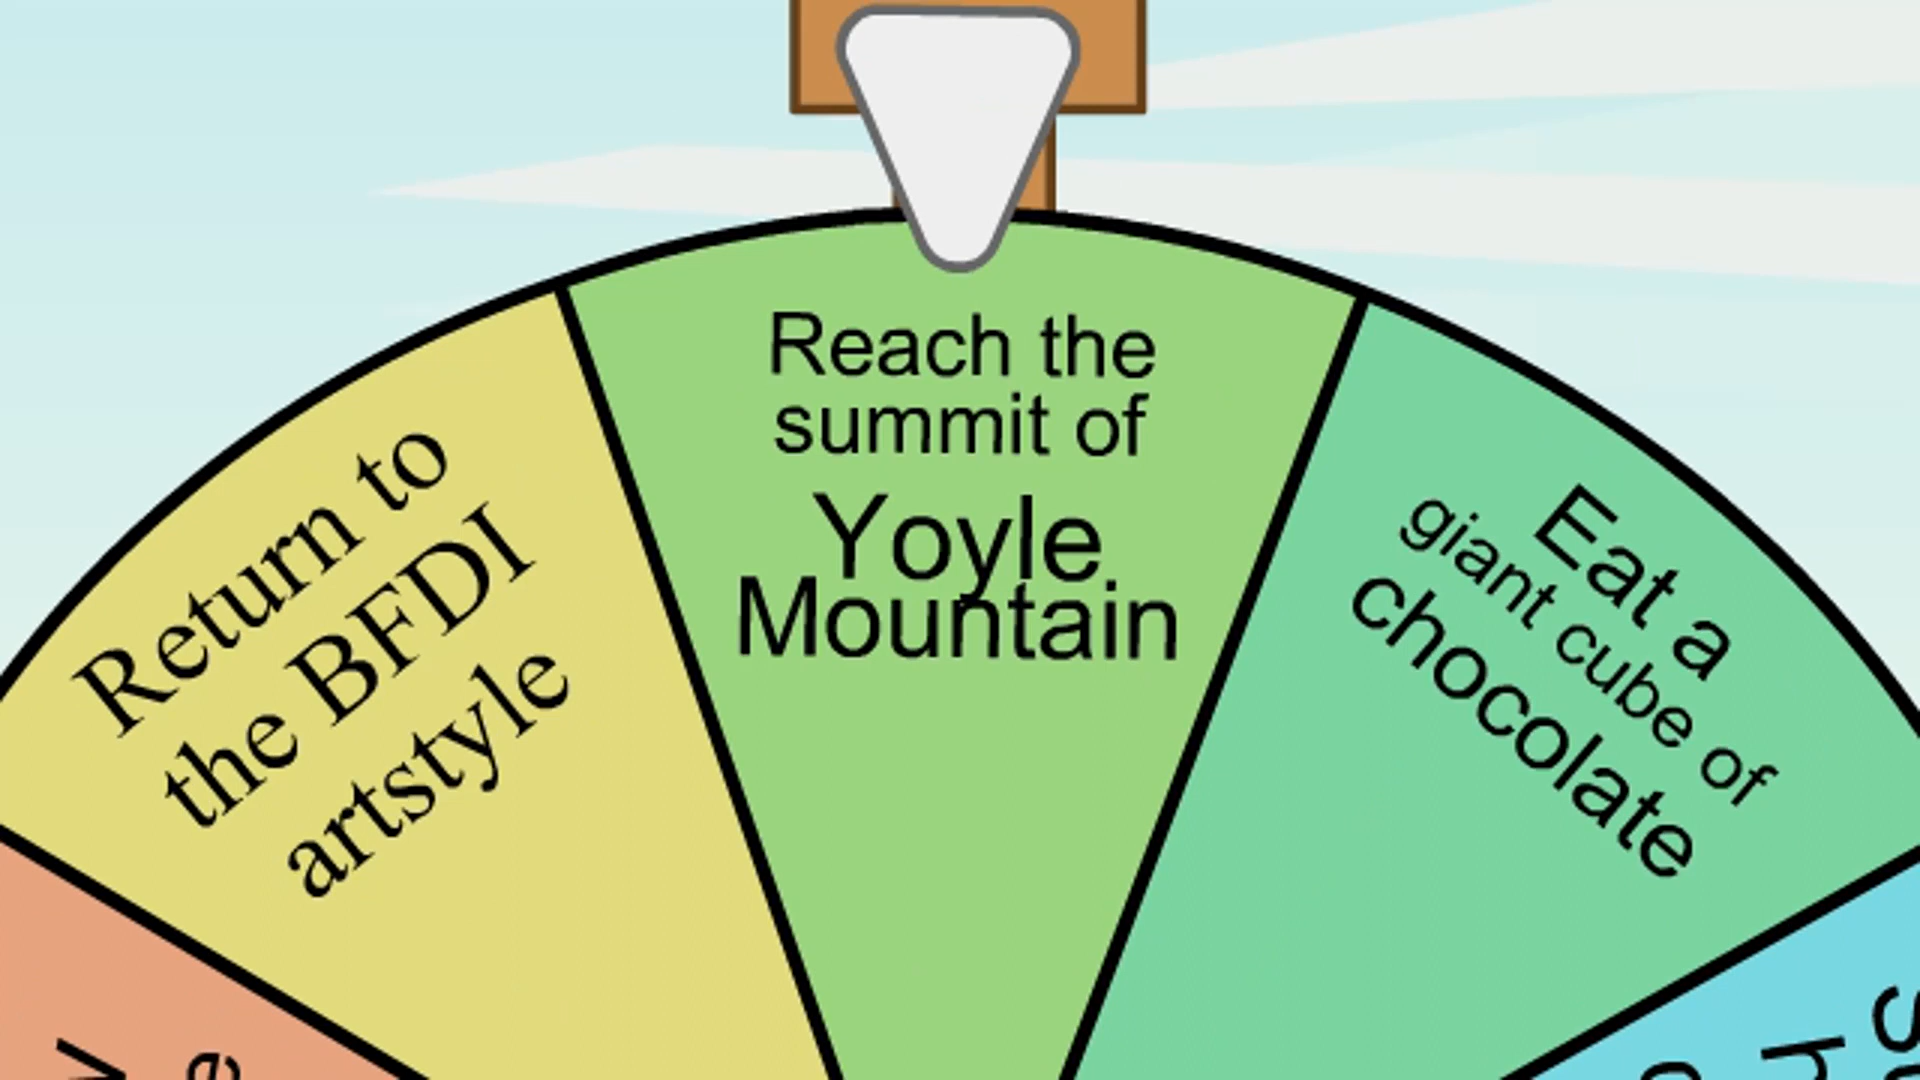 Return to
the BFDI
artstyle
Reach the
summit of
Yoyle
Mountain
Eat a
giant cube of
chocolate